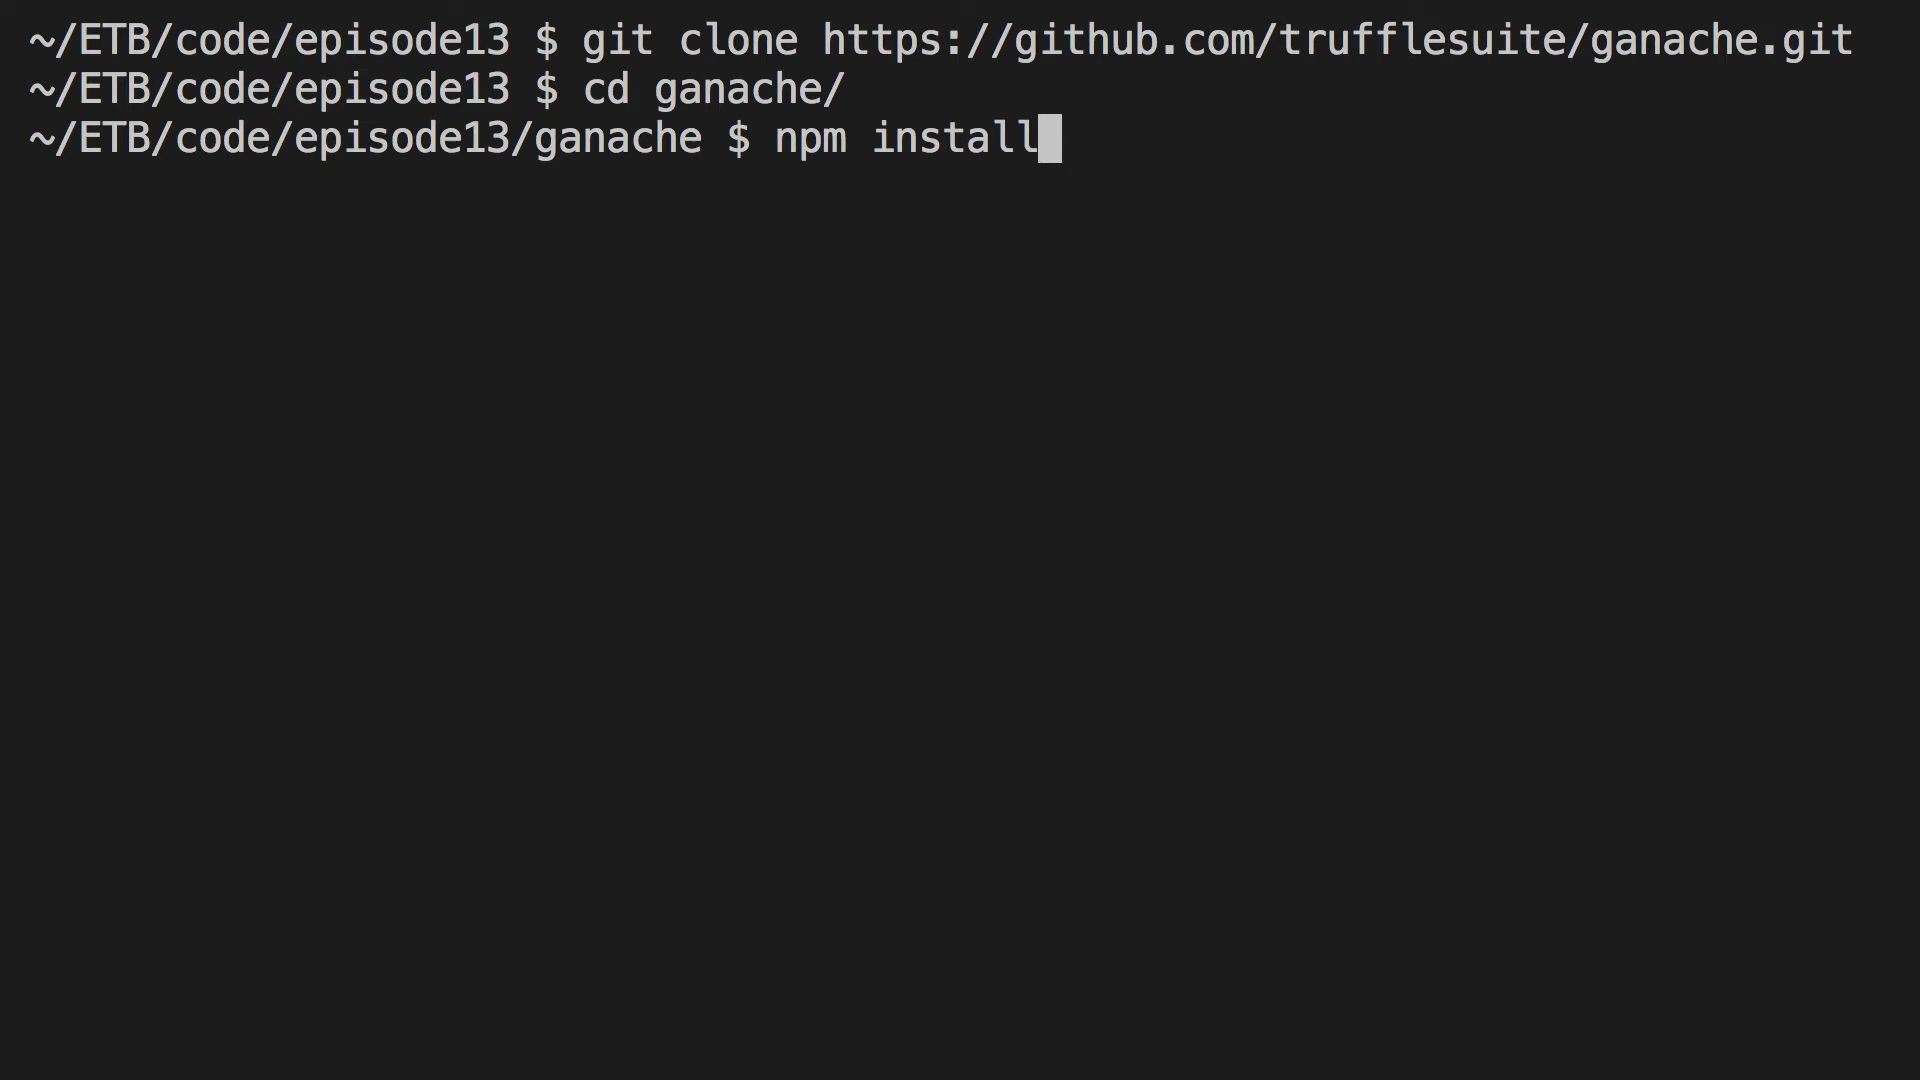 ~/ETB/code/episode13 $ git clone https://github.com/trufflesuite/ganache.git
~/ETB/code/episode13 $ cd ganache/
~/ETB/code/episode13/ganache $ npm install